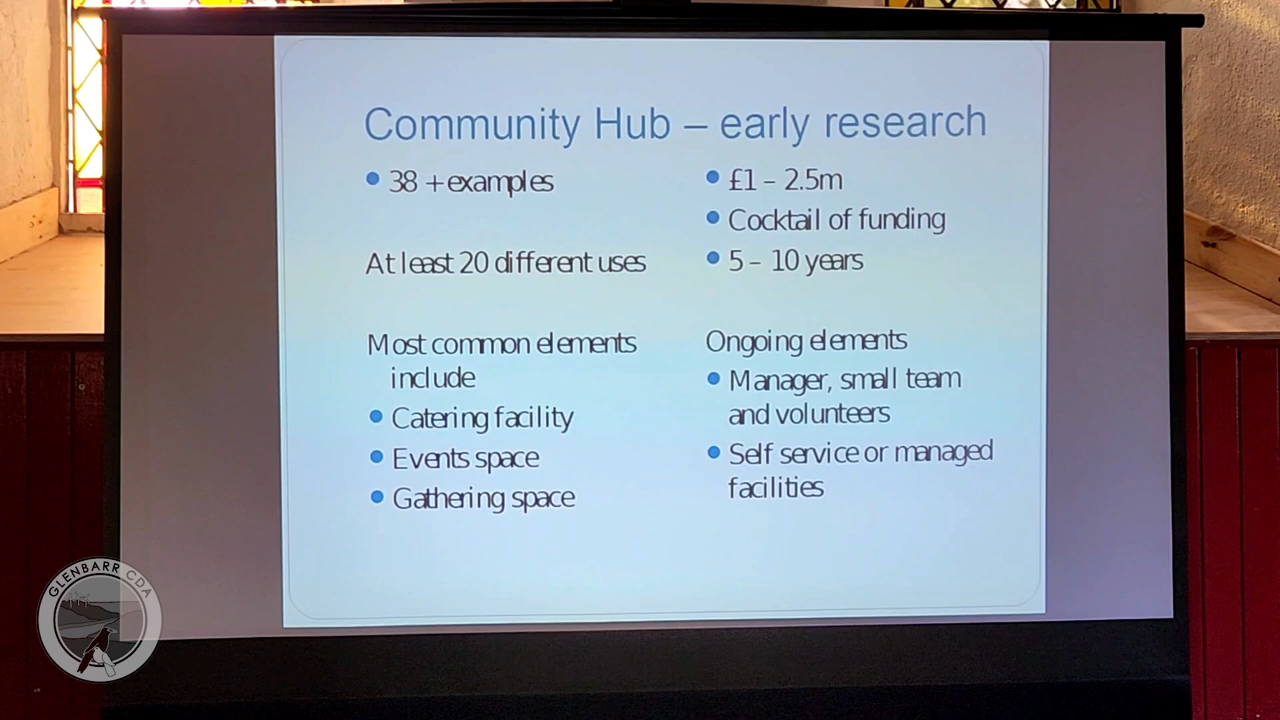 Community Hub – early research
38 + examples
At least 20 different uses
Most common elements
include
Catering facility
Events space
Gathering space
£1 – 2.5m
Cocktail of funding
5 – 10 years
Ongoing elements
Manager, small team
and volunteers
Self service or managed
facilities
GLENBARR CDA